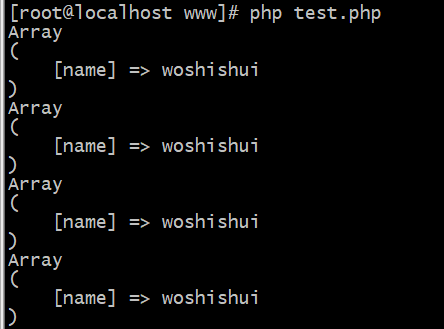 [root@localhost www]# php test.php
Array
(
    [name] => woshishui
)
Array
(
    [name] => woshishui
)
Array
(
    [name] => woshishui
)
Array
(
    [name] => woshishui
)